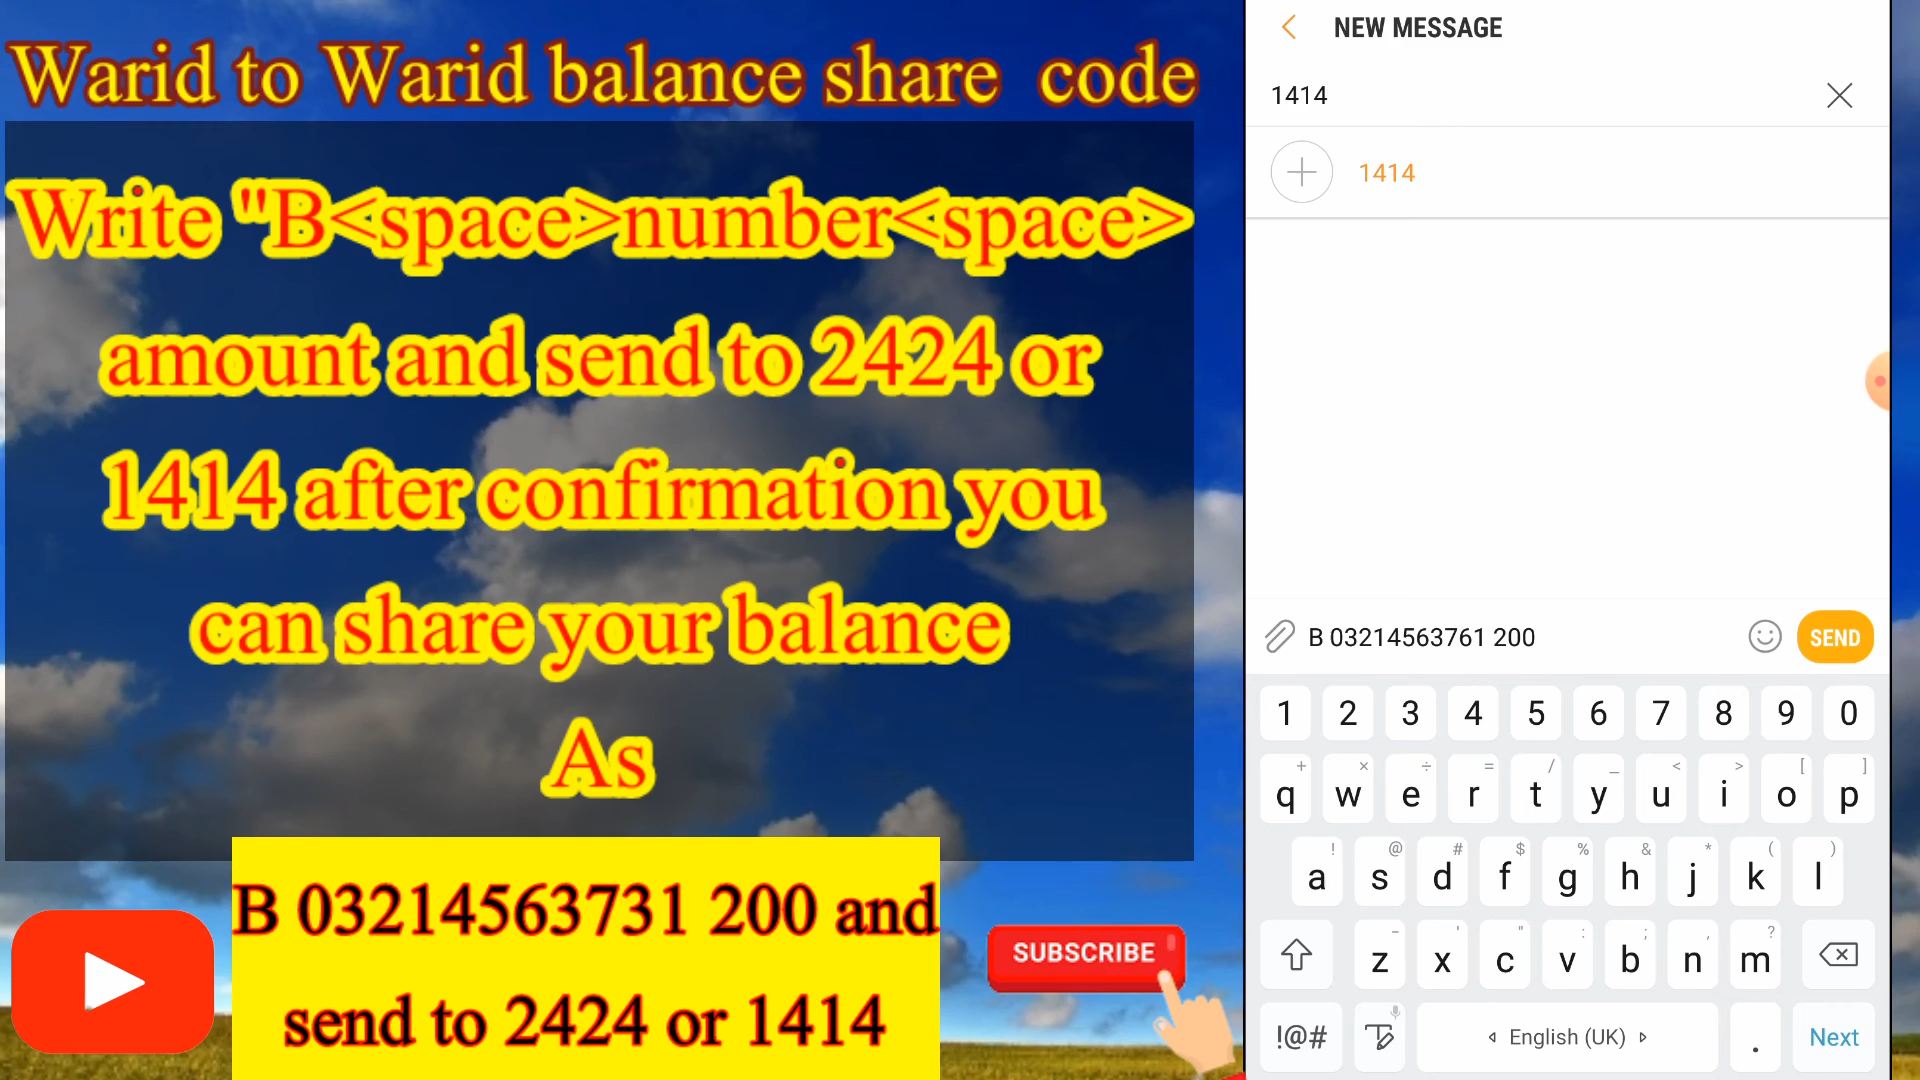 Warid to Warid balance share code
Write "B<space>number<space>
amount and send to 2424 or
1414 after confirmation you
can share your balance
As
B 03214563731 200 and
send to 2424 or 1414
SUBSCRIBE
NEW MESSAGE
1414
1414
B 03214563761 200
SEND
1 2 3 4 5 6 7 8 9 0
+ × ÷ = / _ < > [ ]
q w e r t y u i o p
! @ # $ % & * ( )
a s d f g h j k l
- ' " : ; , ?
z x c v b n m
!@# English (UK) . Next